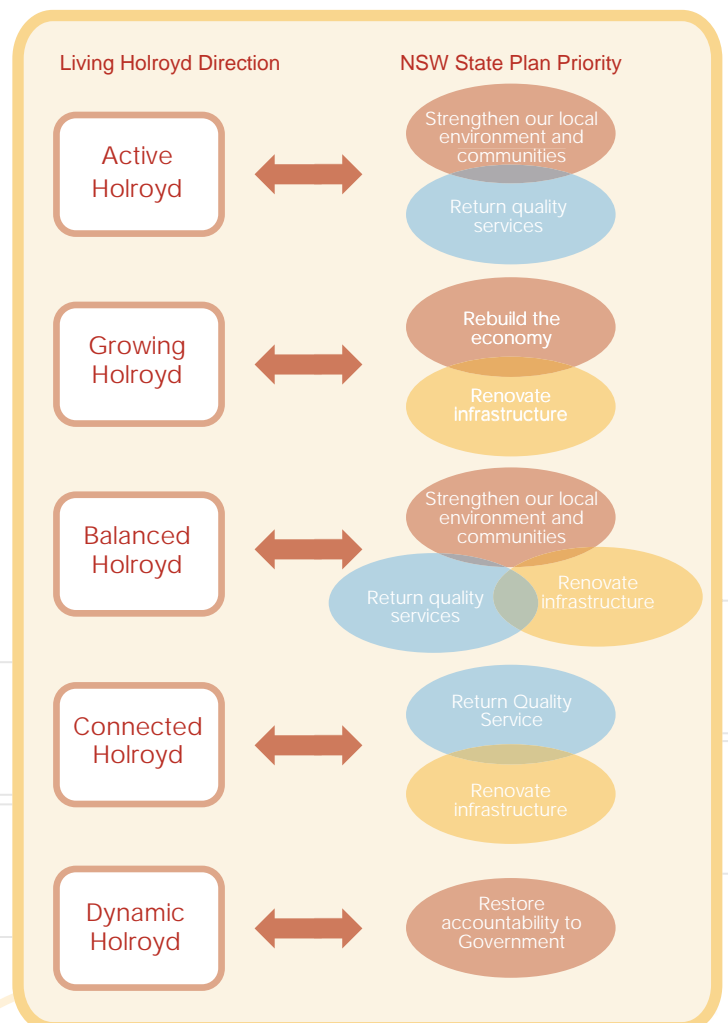 Living Holroyd Direction
NSW State Plan Priority
Active
Holroyd
Strengthen our local
environment and
communities
Return quality
services
Growing
Holroyd
Rebuild the
economy
Renovate
infrastructure
Balanced
Holroyd
Strengthen our local
environment and
communities
Return quality
services
Renovate
infrastructure
Connected
Holroyd
Return Quality
Service
Renovate
infrastructure
Dynamic
Holroyd
Restore
accountability to
Government